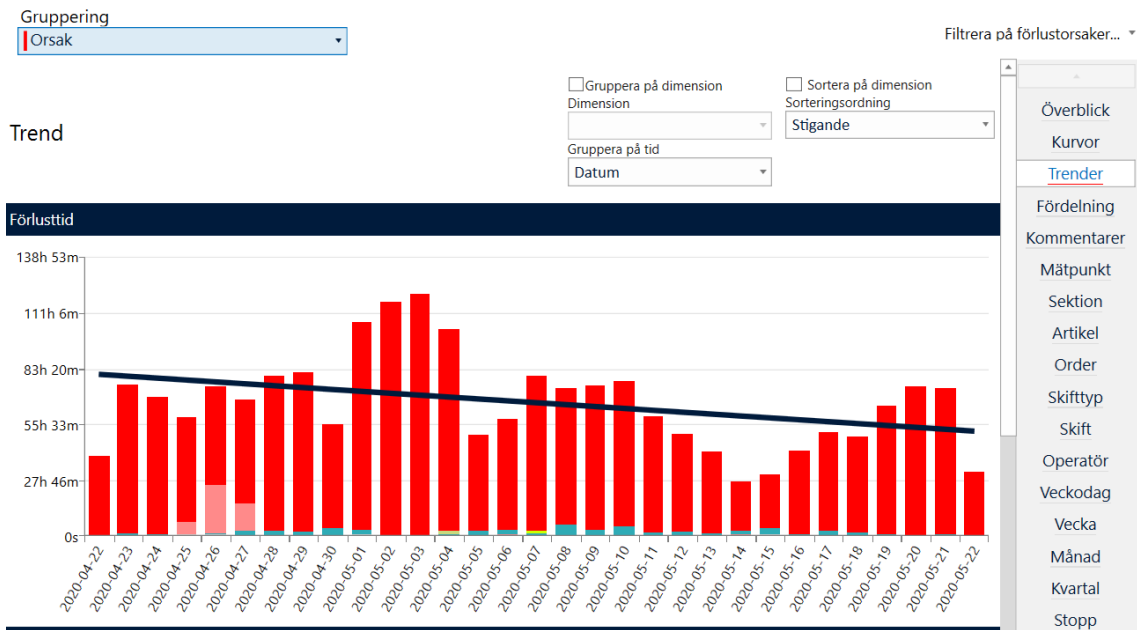 Gruppering
Orsak
Filtrera på förlustorsaker...
Gruppera på dimension
Sortera på dimension
Dimension
Sorteringsordning
Stigande
Trend
Gruppera på tid
Datum
Förlusttid
138h 53m
111h 6m
83h 20m
55h 33m
27h 46m
0s
2020-04-22
2020-04-23
2020-04-24
2020-04-25
2020-04-26
2020-04-27
2020-04-28
2020-04-29
2020-04-30
2020-05-01
2020-05-02
2020-05-03
2020-05-04
2020-05-05
2020-05-06
2020-05-07
2020-05-08
2020-05-09
2020-05-10
2020-05-11
2020-05-12
2020-05-13
2020-05-14
2020-05-15
2020-05-16
2020-05-17
2020-05-18
2020-05-19
2020-05-20
2020-05-21
2020-05-22
Överblick
Kurvor
Trender
Fördelning
Kommentarer
Mätpunkt
Sektion
Artikel
Order
Skifttyp
Skift
Operatör
Veckodag
Vecka
Månad
Kvartal
Stopp